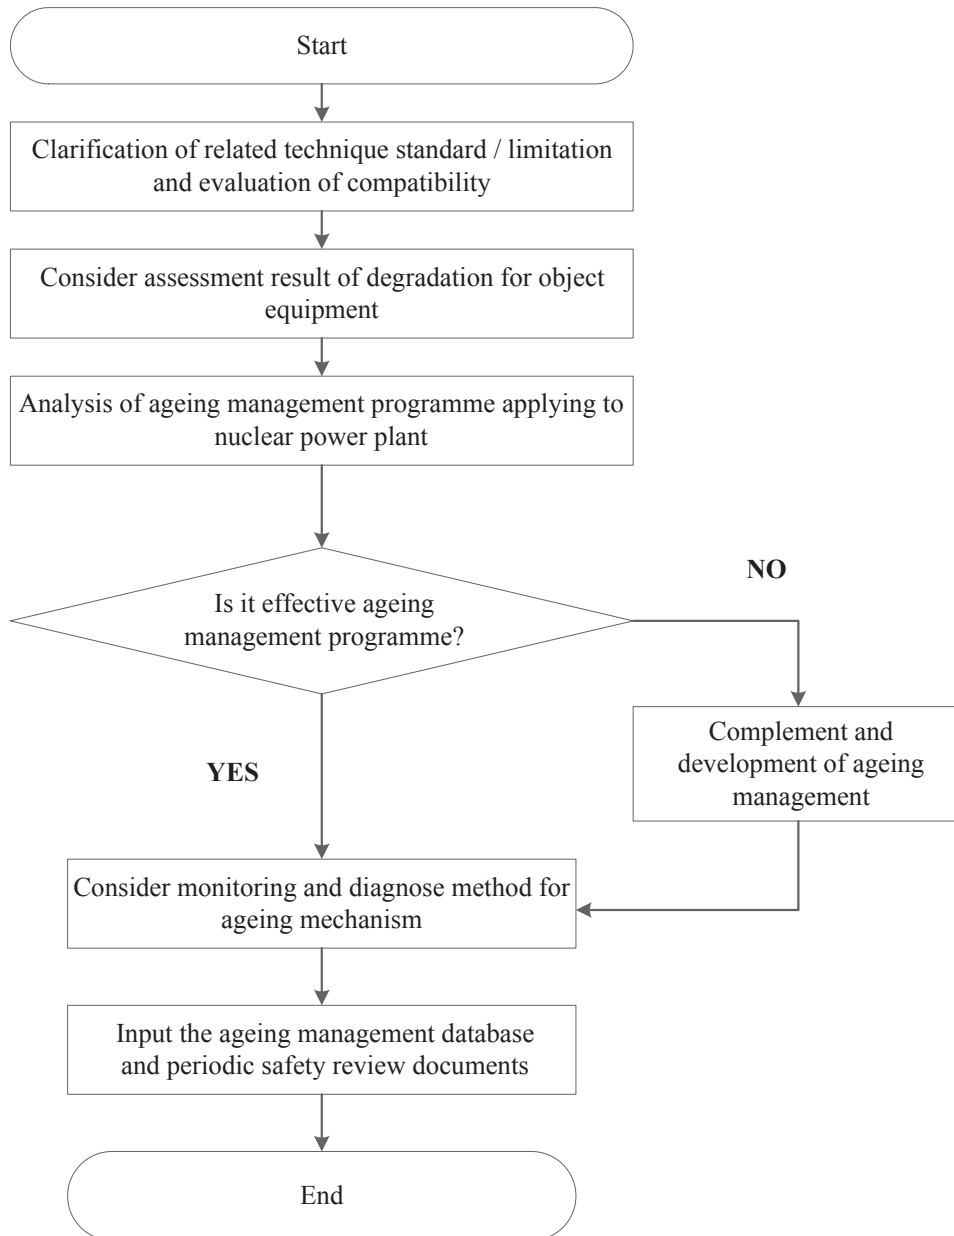 Start
Clarification of related technique standard / limitation
and evaluation of compatibility
Consider assessment result of degradation for object
equipment
Analysis of ageing management programme applying to
nuclear power plant
Is it effective ageing
management programme?
NO
YES
Complement and
development of ageing
management
Consider monitoring and diagnose method for
ageing mechanism
Input the ageing management database
and periodic safety review documents
End